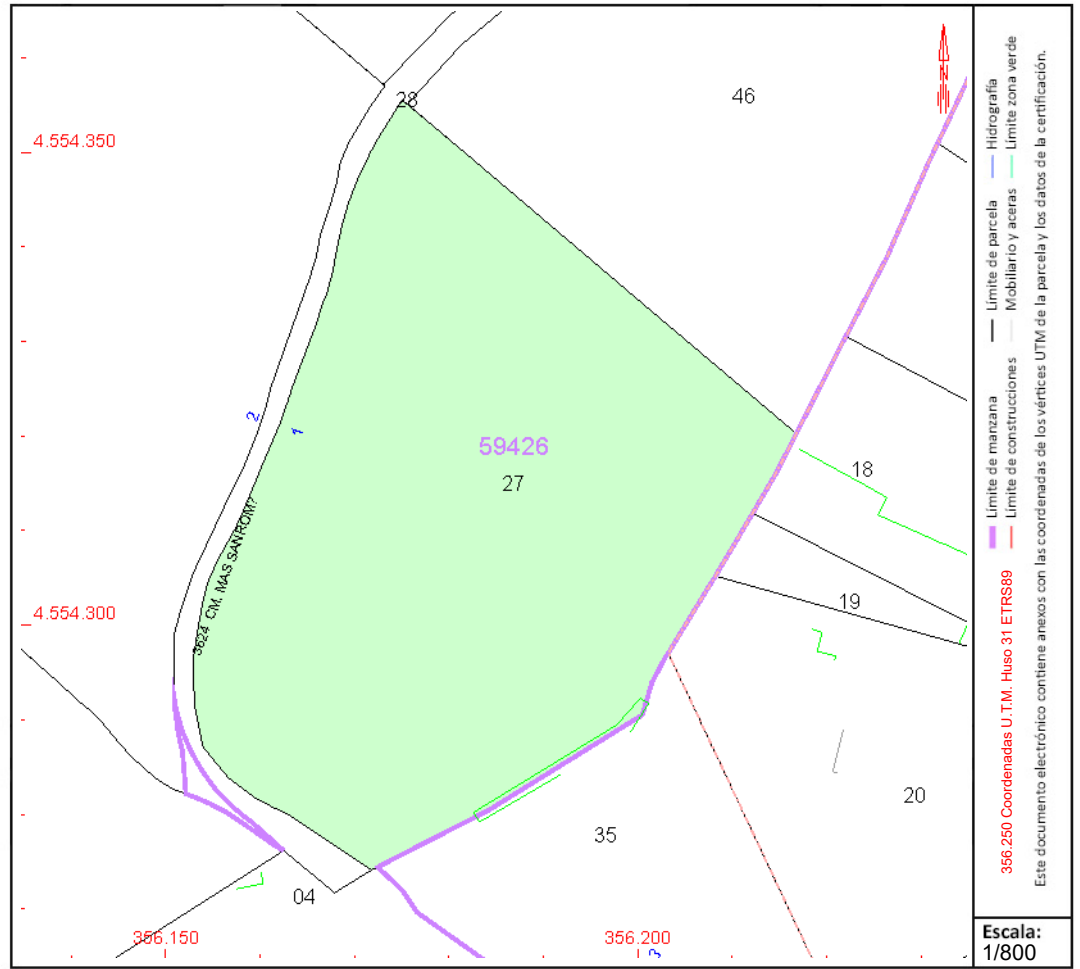 28
46
4.554.350
2
1
59426
27
18
3624 CM. MAS SANROM?
4.554.300
19
20
35
04
356.150
356.200
3
N
Límite de manzana
Límite de parcela
Hidrografía
Límite de construcciones
Mobiliario y aceras
Límite zona verde
356.250 Coordenadas U.T.M. Huso 31 ETRS89
Este documento electrónico contiene anexos con las coordenadas de los vértices UTM de la parcela y los datos de la certificación.
Escala:
1/800